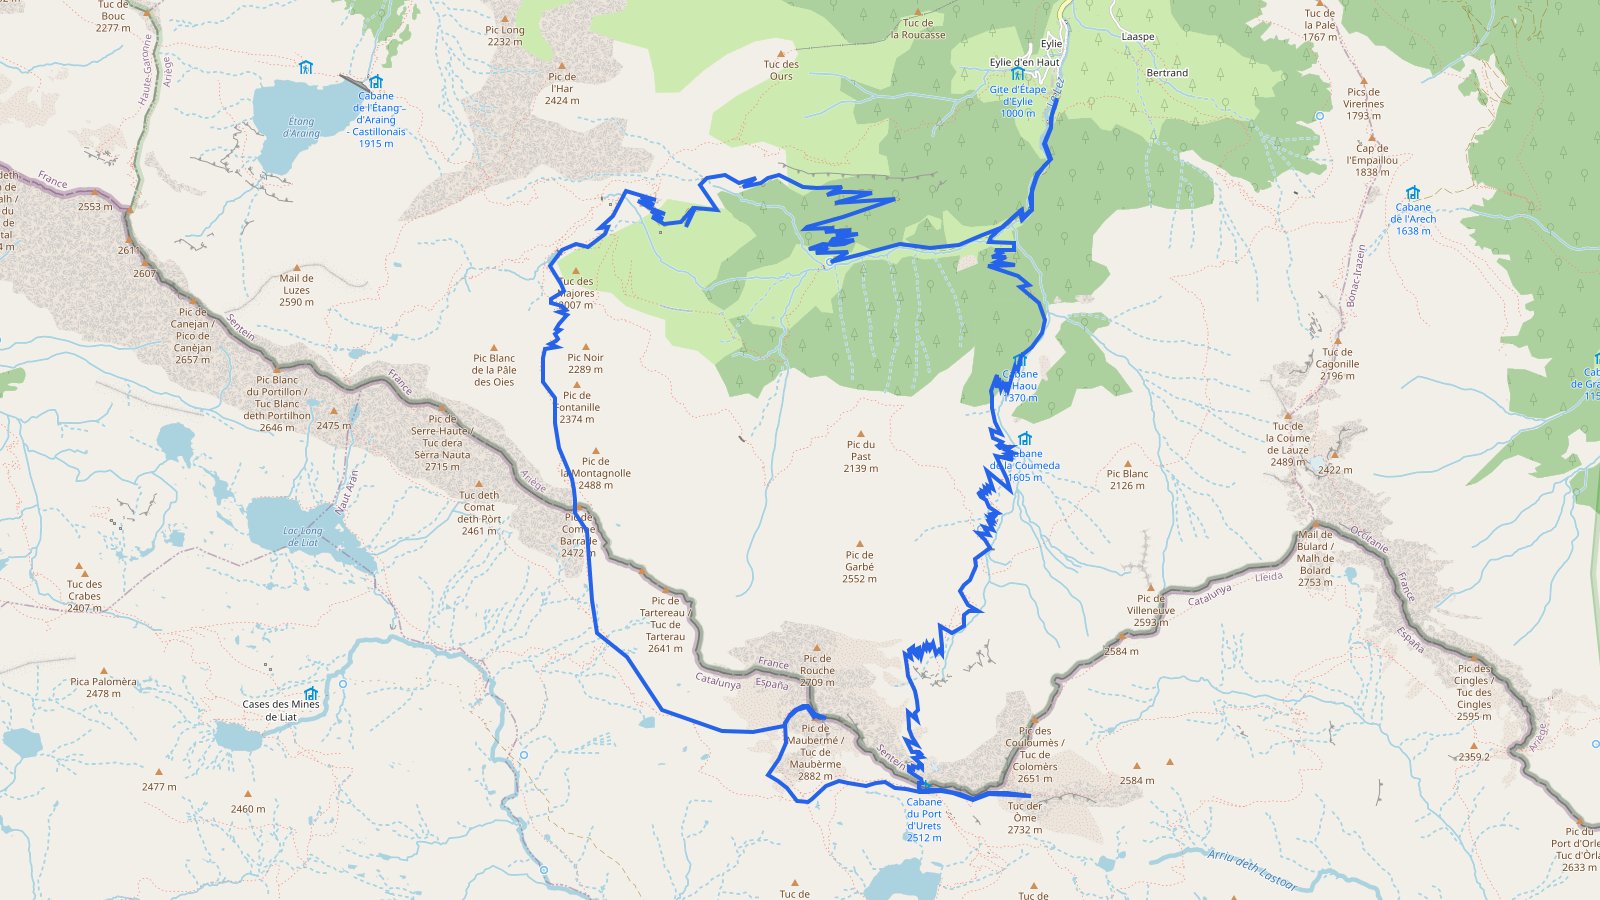 Tuc de
Bouc
2277 m
Haute-Garonne
Ariège
Pic Long
2232 m
Pic de
l'Har
2424 m
Tuc des
Ours
Tuc de
la Roucasse
Eylie
Eylie d'en Haut
Gite d'Étape
d'Eylie
1000 m
Laaspe
Bertrand
Tuc de
la Pale
1767 m
Pics de
Virennes
1793 m
Cap de
l'Empaillou
1838 m
Cabane
de l'Arech
1638 m
Bonac-Irazein
Cabane
de l'Étang
d'Araing
- Castillonais
1915 m
Étang
d'Araing
France
2553 m
2607
Mail de
Luzes
2590 m
Pic de
Canejan /
Pico de
Canejan
2657 m
Sentein
Pic Blanc
du Portillon /
Tuc Blanc
deth Portilhon
2646 m
2475 m
France
Pic de
Serre-Haute /
Tuc dera
Sèrra Nauta
2715 m
Pic Blanc
de la Pâle
des Oies
Tuc des
Majores
2007 m
Pic Noir
2289 m
Pic de
Fontanille
2374 m
Pic de
la Montagnolle
2488 m
Ariège
Naut Aran
Tuc deth
Comat
deth Pòrt
2461 m
Pic de
Combe
Barrade
2472 m
Lac Long
de Liat
Tuc des
Crabes
2407 m
Pica Palomèra
2478 m
Cases des Mines
de Liat
2477 m
2460 m
Pic de
Tartereau /
Tuc de
Tarterau
2641 m
France
Catalunya
España
Pic de
Rouche
2709 m
Pic de
Maubermé /
Tuc de
Maubèrme
2882 m
Sentein
Cabane
du Port
d'Urets
2512 m
Tuc der
Òme
2732 m
Pic des
Couloumès /
Tuc de
Colomèrs
2651 m
2584 m
2584 m
Pic du
Past
2139 m
Pic de
Garbé
2552 m
Cabane
1370 m
Cabane
de la Coumeda
1605 m
Pic Blanc
2126 m
Tuc de
Cagonille
2196 m
Tuc de
la Coume
de Lauze
2489 m
2422 m
Mail de
Bulard /
Malh de
Bolard
2753 m
Occitanie
France
España
Catalunya
Lleida
Pic de
Villeneuve
2593 m
Pic des
Cingles /
Tuc des
Cingles
2595 m
2359.2
Ariège
Arriu deth Lastoar
Pic du
Port d'Orle
2633 m
Tuc de
Tuc de